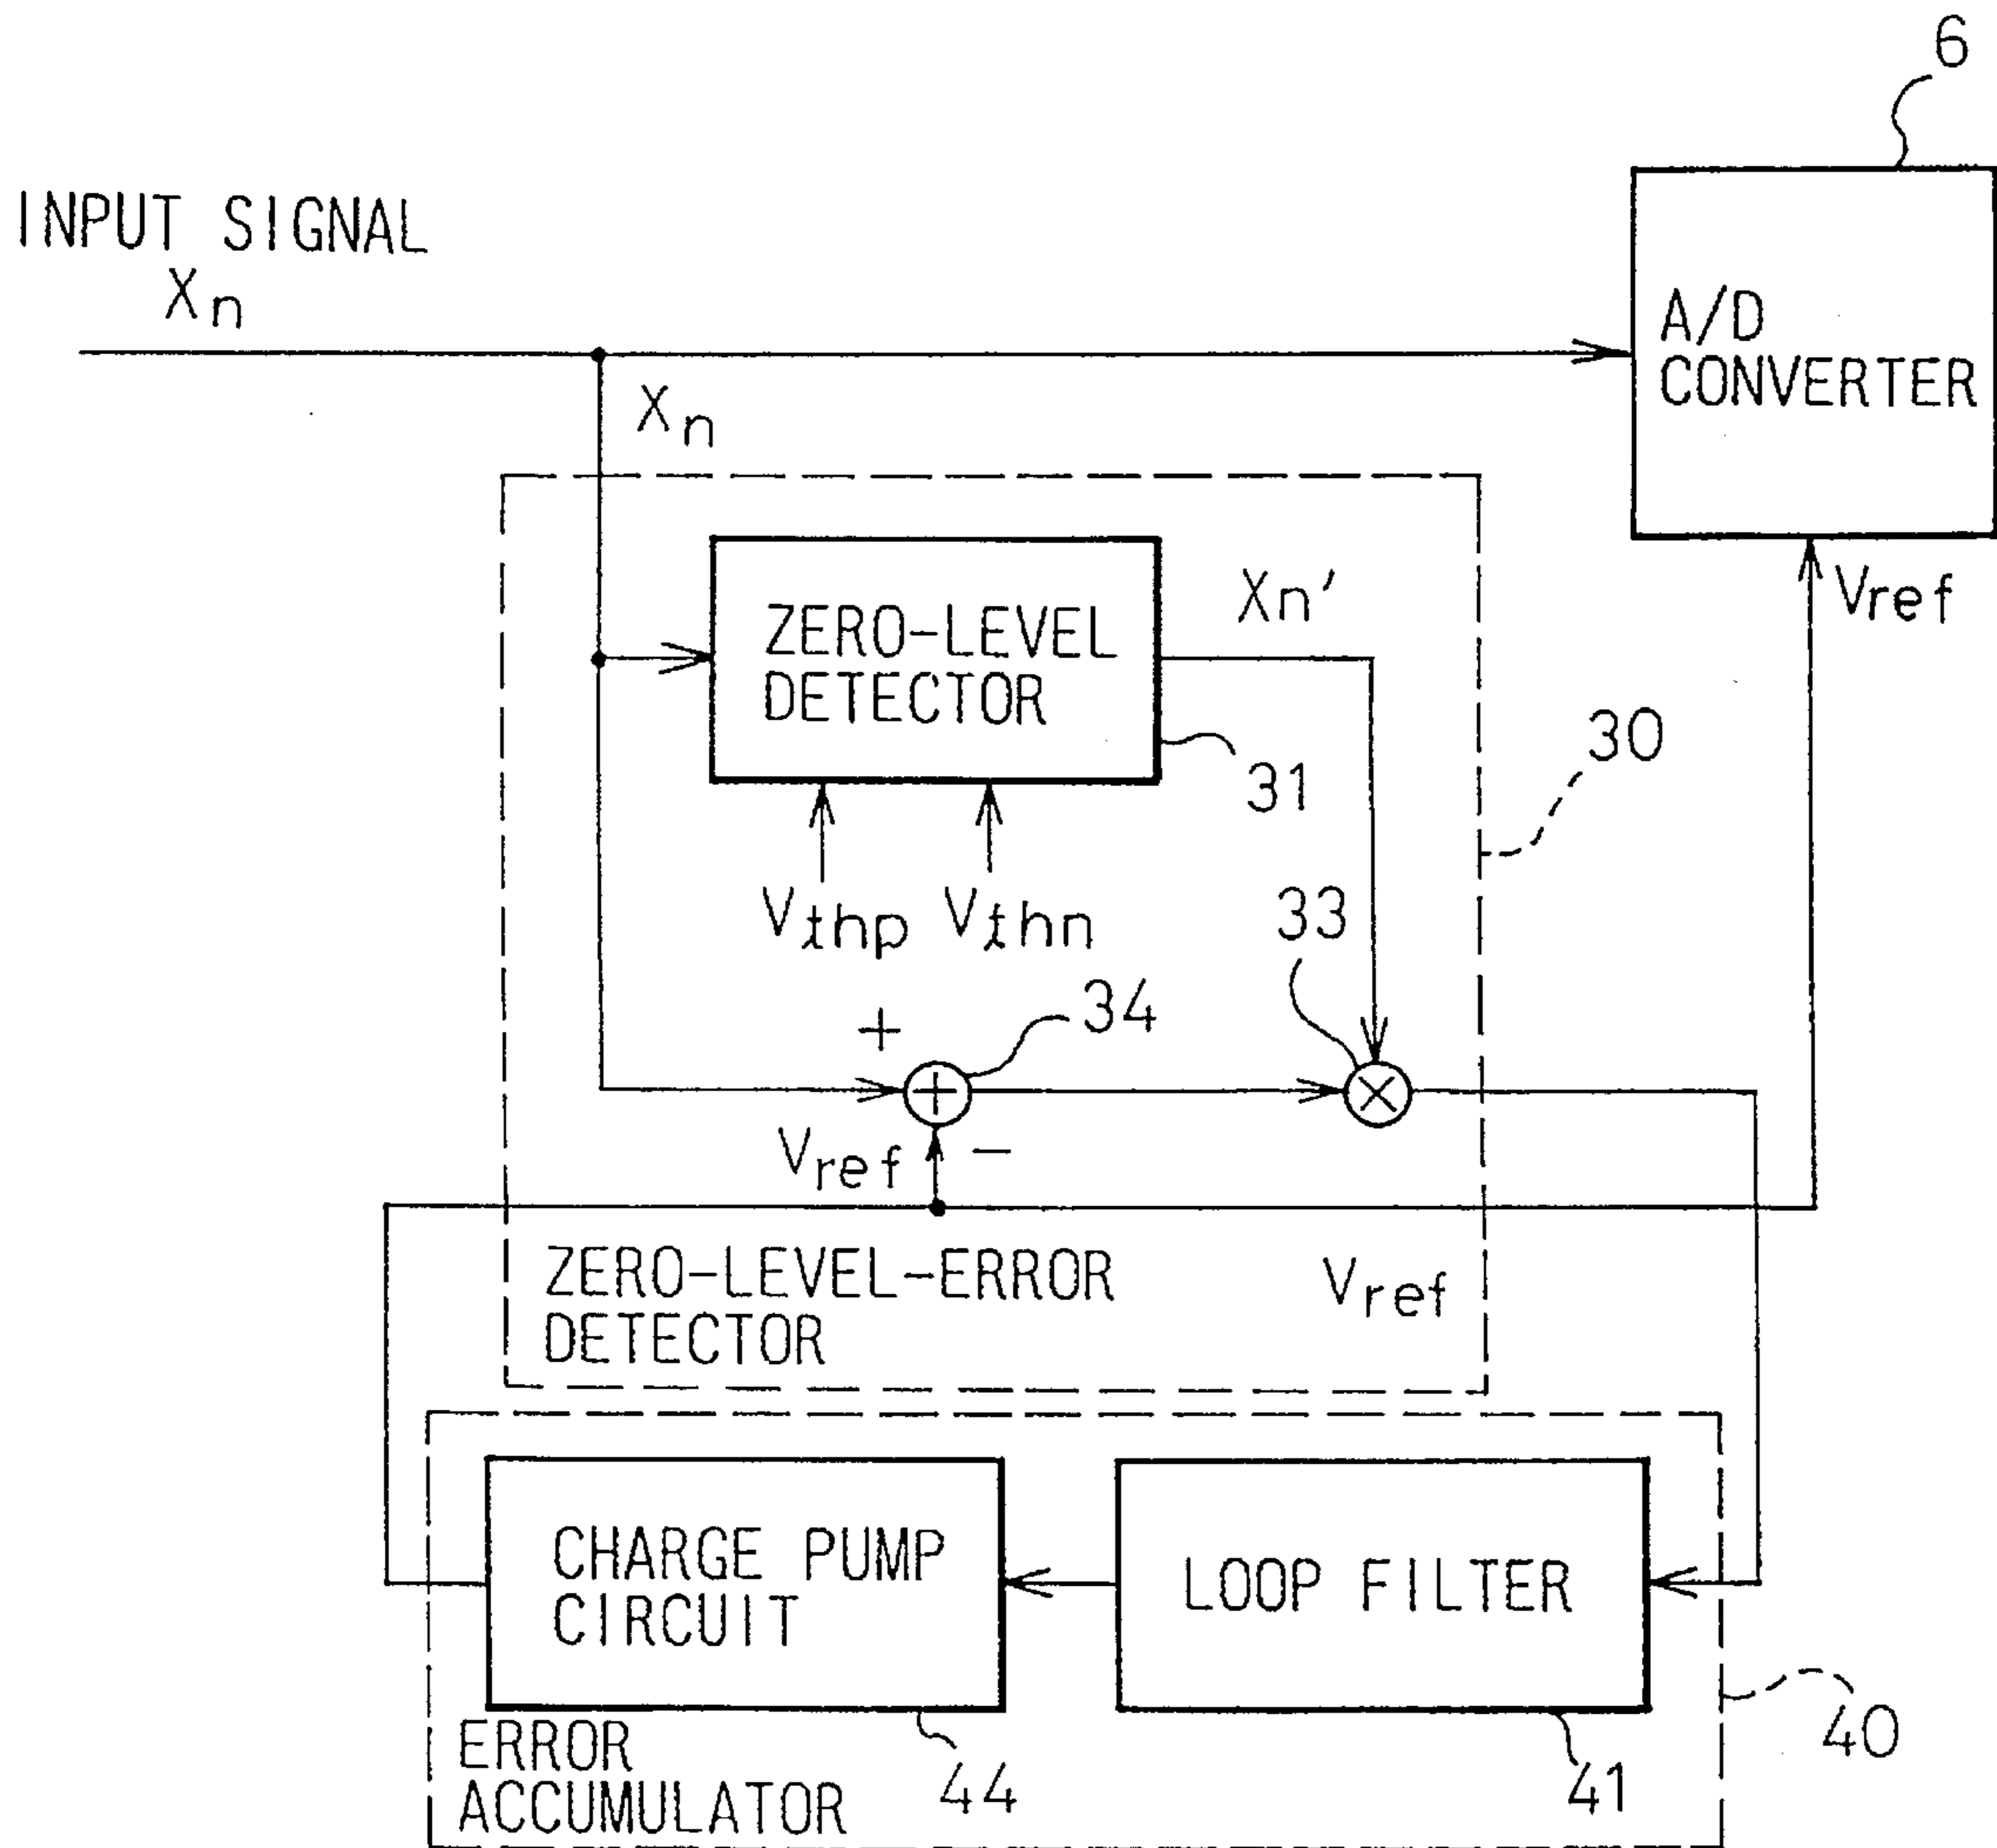 6
INPUT SIGNAL
Xn
A/D
CONVERTER
Xn
Vref
ZERO-LEVEL
DETECTOR
Xn'
31
30
Vthp
Vthn
33
+
34
+
×
Vref
−
ZERO-LEVEL-ERROR
DETECTOR
Vref
CHARGE PUMP
CIRCUIT
LOOP FILTER
ERROR
ACCUMULATOR
44
41
40